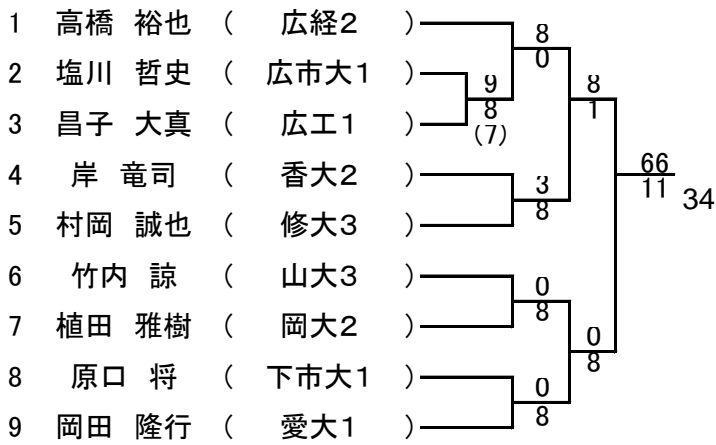 1 高橋 裕也 ( 広経2 )
8
0
2 塩川 哲史 ( 広市大1 )
9
8
(7)
8
1
3 昌子 大真 ( 広工1 )
4 岸 竜司 ( 香大2 )
3
8
66
11
34
5 村岡 誠也 ( 修大3 )
6 竹内 諒 ( 山大3 )
0
8
7 植田 雅樹 ( 岡大2 )
0
8
8 原口 将 ( 下市大1 )
0
8
9 岡田 隆行 ( 愛大1 )